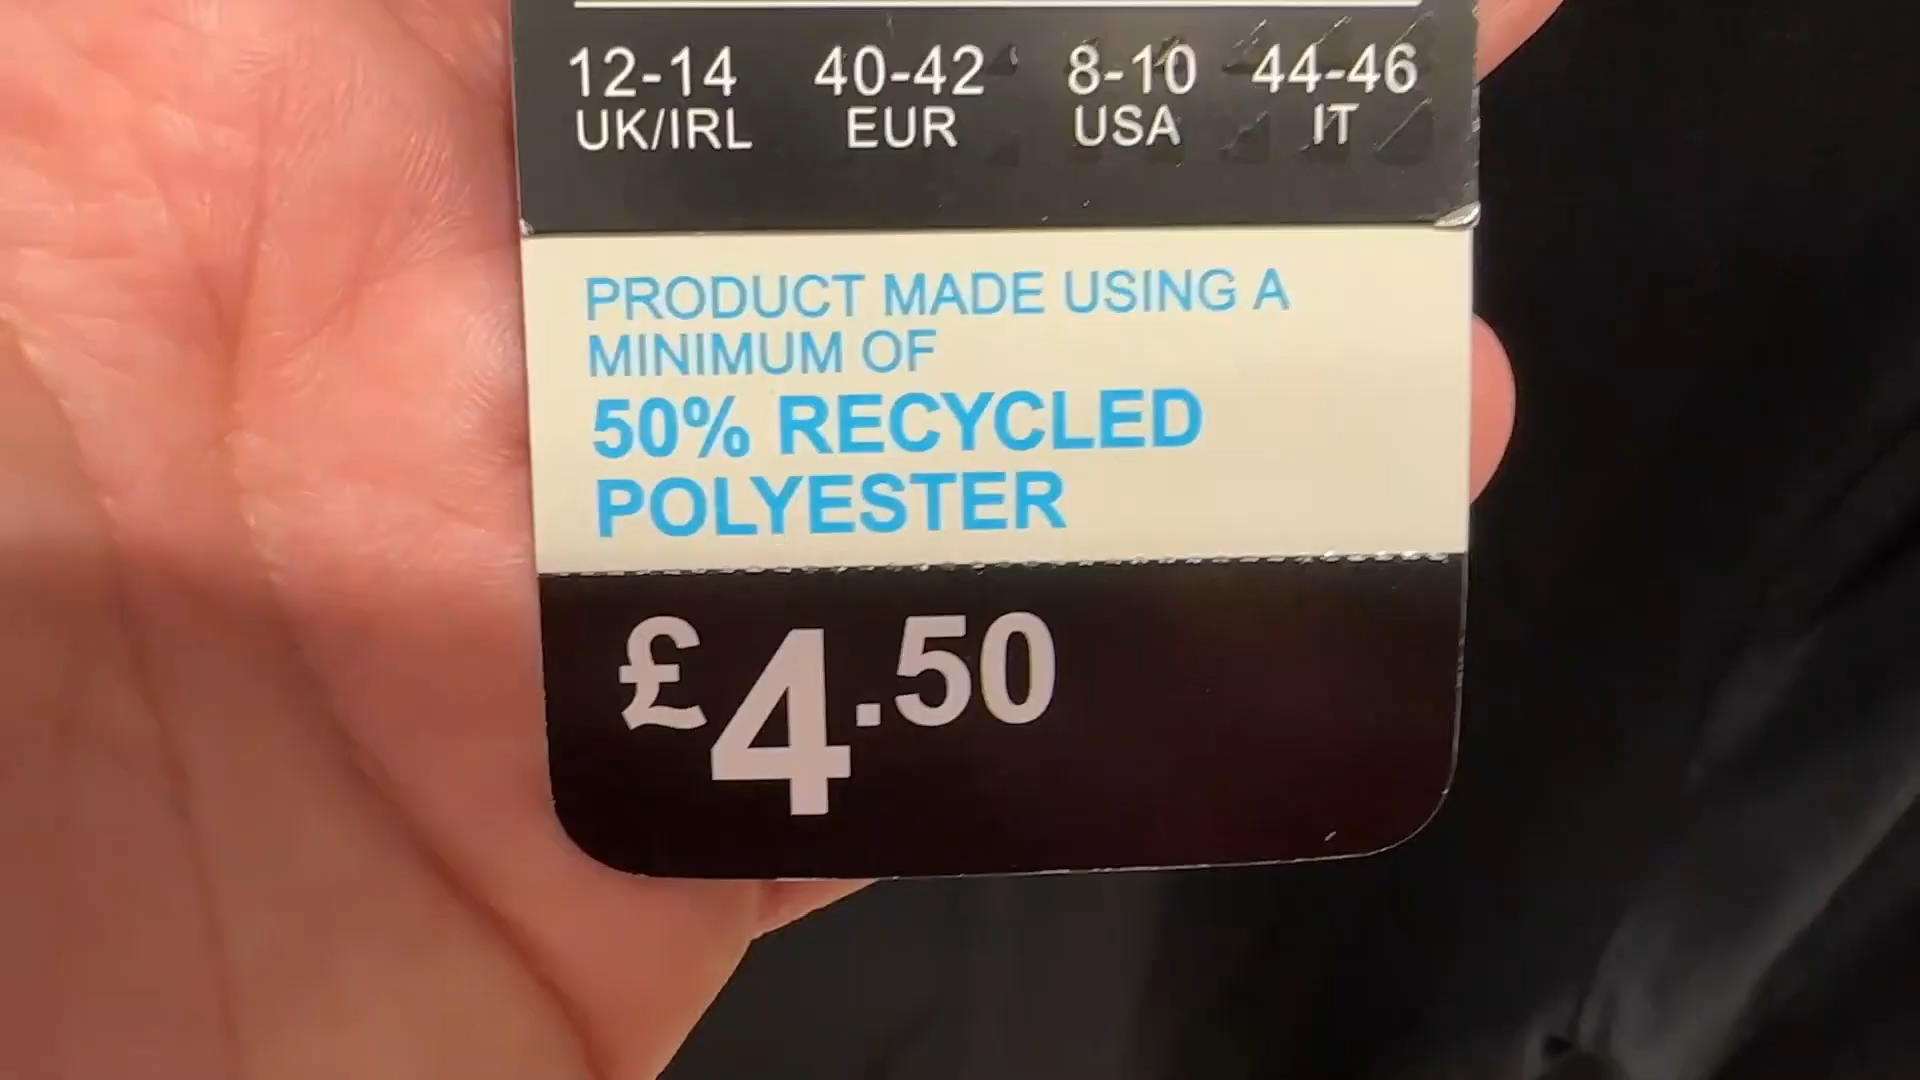 12-14 40-42 8-10 44-46
UK/IRL EUR USA IT
PRODUCT MADE USING A
MINIMUM OF
50% RECYCLED
POLYESTER
£4.50